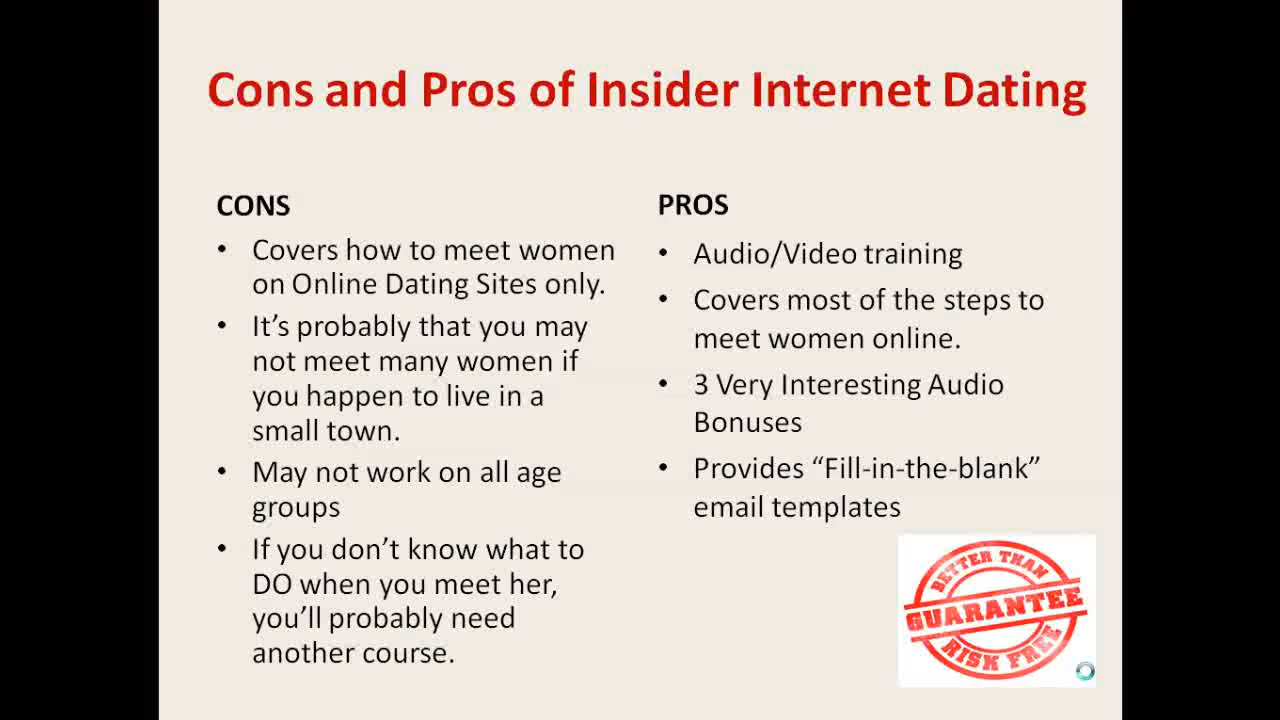 Cons and Pros of Insider Internet Dating
CONS
• Covers how to meet women
on Online Dating Sites only.
• It’s probably that you may
not meet many women if
you happen to live in a
small town.
• May not work on all age
groups
• If you don’t know what to
DO when you meet her,
you’ll probably need
another course.
PROS
• Audio/Video training
• Covers most of the steps to
meet women online.
• 3 Very Interesting Audio
Bonuses
• Provides “Fill-in-the-blank”
email templates
BETTER THAN
GUARANTEE
RISK FREE